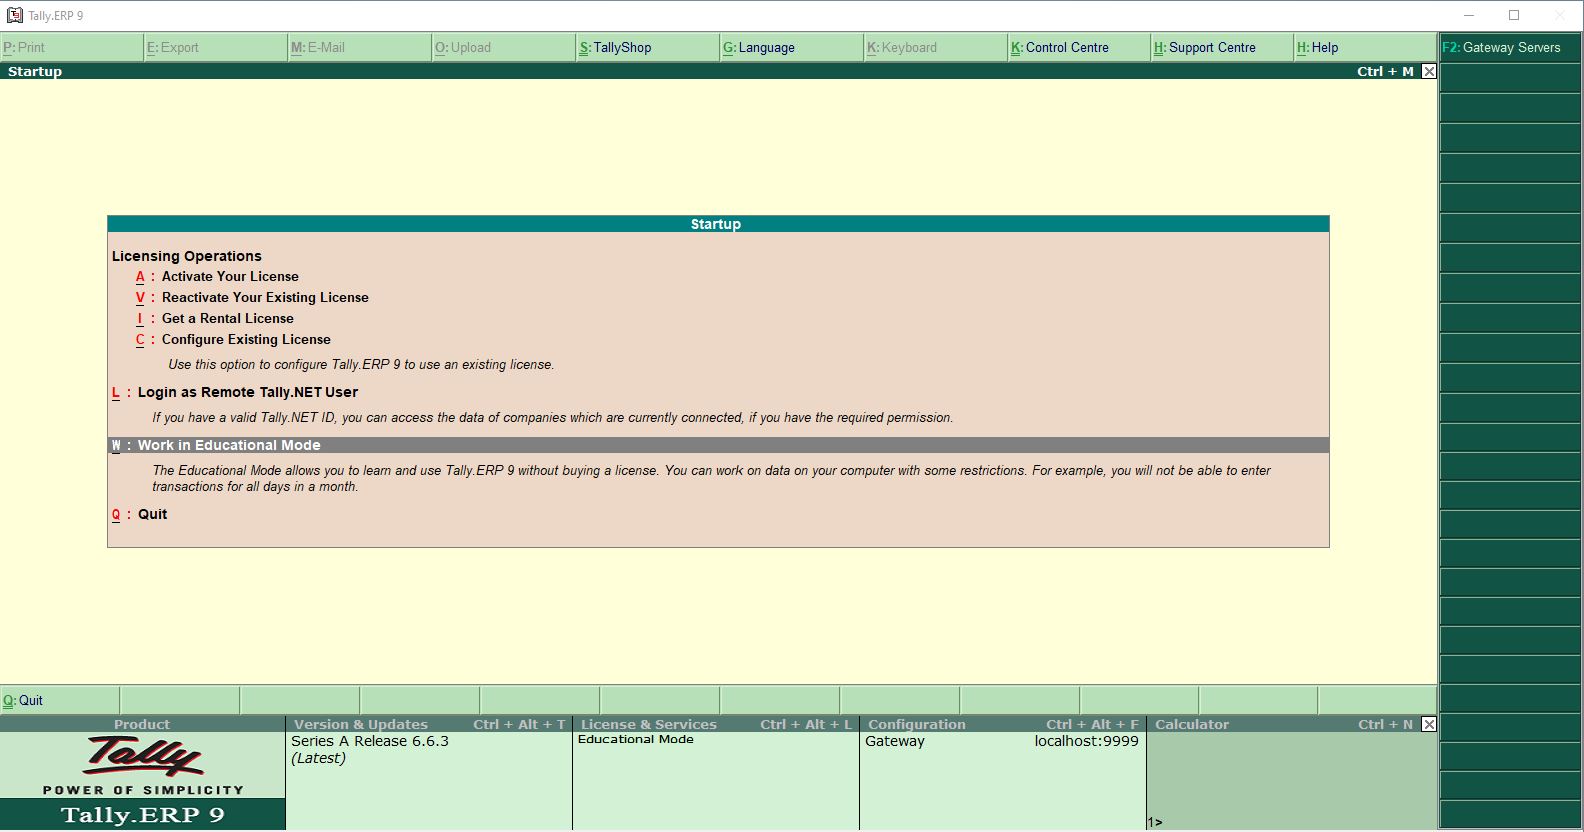 Tally.ERP 9
P: Print E: Export M: E-Mail O: Upload S: TallyShop G: Language K: Keyboard K: Control Centre H: Support Centre H: Help F2: Gateway Servers
Startup Ctrl + M
Startup
Licensing Operations
A : Activate Your License
V : Reactivate Your Existing License
I : Get a Rental License
C : Configure Existing License
Use this option to configure Tally.ERP 9 to use an existing license.
L : Login as Remote Tally.NET User
If you have a valid Tally.NET ID, you can access the data of companies which are currently connected, if you have the required permission.
W : Work in Educational Mode
The Educational Mode allows you to learn and use Tally.ERP 9 without buying a license. You can work on data on your computer with some restrictions. For example, you will not be able to enter
transactions for all days in a month.
Q : Quit
Q: Quit
Product Version & Updates Ctrl + Alt + T License & Services Ctrl + Alt + L Configuration Ctrl + Alt + F Calculator Ctrl + N
Tally
POWER OF SIMPLICITY
Tally.ERP 9
Series A Release 6.6.3
(Latest)
Educational Mode
Gateway localhost:9999
1>